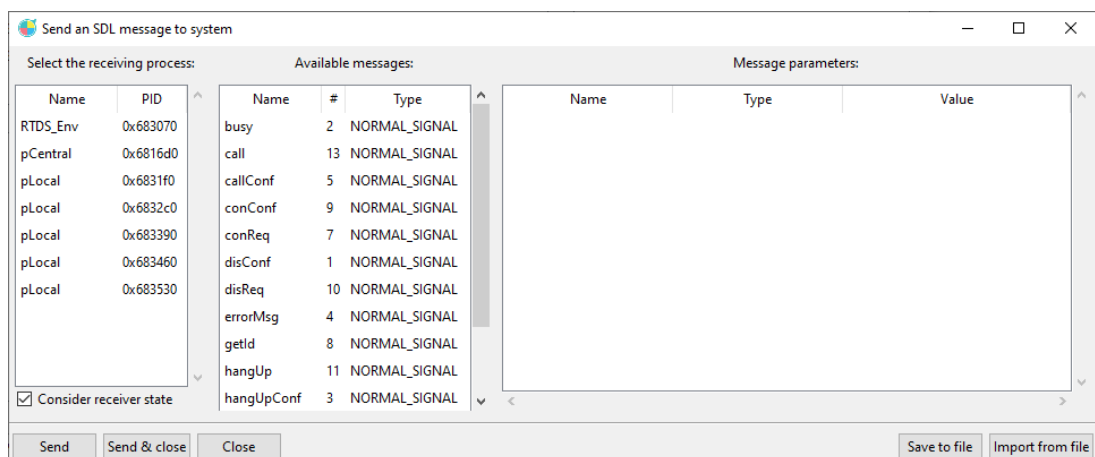 Send an SDL message to system
Select the receiving process: Available messages: Message parameters:
Name PID Name # Type Name Type Value
RTDS_Env 0x683070 busy 2 NORMAL_SIGNAL
pCentral 0x6816d0 call 13 NORMAL_SIGNAL
pLocal 0x6831f0 callConf 5 NORMAL_SIGNAL
pLocal 0x6832c0 conConf 9 NORMAL_SIGNAL
pLocal 0x683390 conReq 7 NORMAL_SIGNAL
pLocal 0x683460 disConf 1 NORMAL_SIGNAL
pLocal 0x683530 disReq 10 NORMAL_SIGNAL
errorMsg 4 NORMAL_SIGNAL
getId 8 NORMAL_SIGNAL
hangUp 11 NORMAL_SIGNAL
Consider receiver state hangUpConf 3 NORMAL_SIGNAL
Send Send & close Close Save to file Import from file